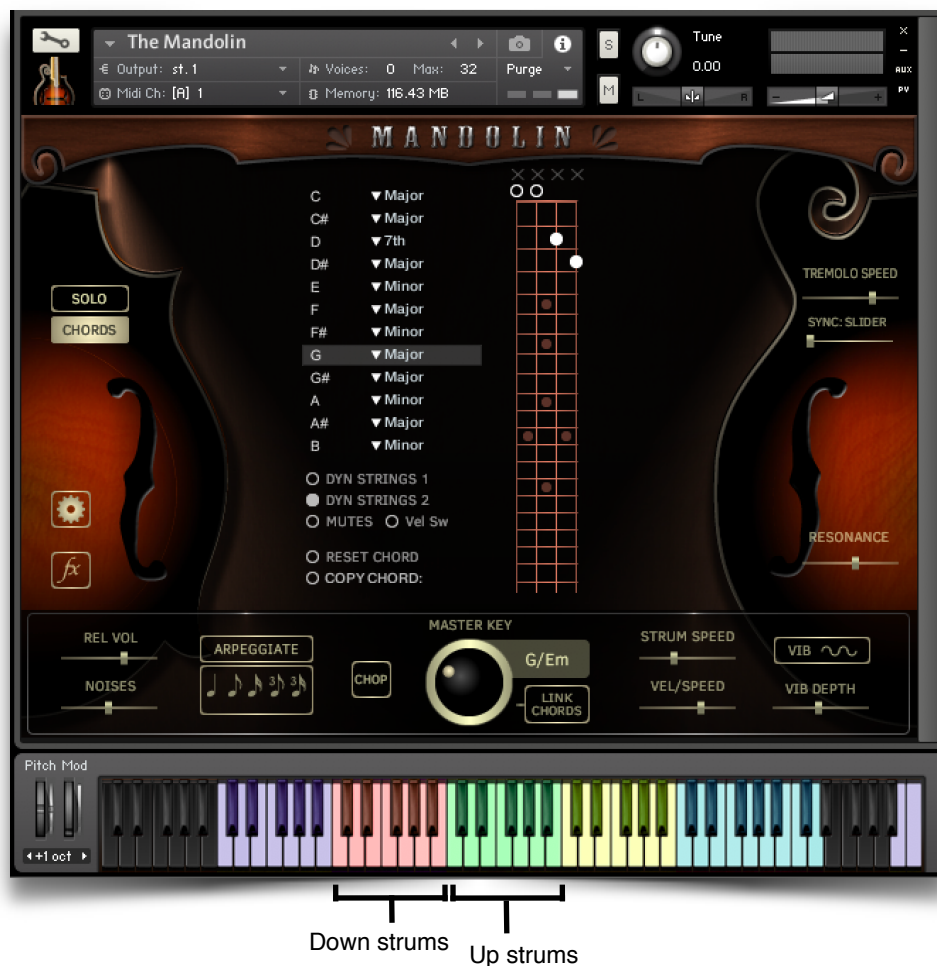 The Mandolin
Output: st. 1
Voices: 0 Max: 32
Purge
Midi Ch: [A] 1
Memory: 116.43 MB
S
M
Tune
0.00
L R
- +
X
–
AUX
PV
MANDOLIN
X X X X
C ▼ Major
C# ▼ Major
D ▼ 7th
D# ▼ Major
E ▼ Minor
F ▼ Major
F# ▼ Minor
G ▼ Major
G# ▼ Major
A ▼ Minor
A# ▼ Major
B ▼ Minor
SOLO
CHORDS
TREMOLO SPEED
SYNC: SLIDER
DYN STRINGS 1
DYN STRINGS 2
MUTES Vel Sw
RESET CHORD
COPY CHORD:
fx
RESONANCE
REL VOL
NOISES
ARPEGGIATE
3 3
CHOP
MASTER KEY
G/Em
LINK
CHORDS
STRUM SPEED
VEL/SPEED
VIB
VIB DEPTH
Pitch Mod
+1 oct
Down strums
Up strums